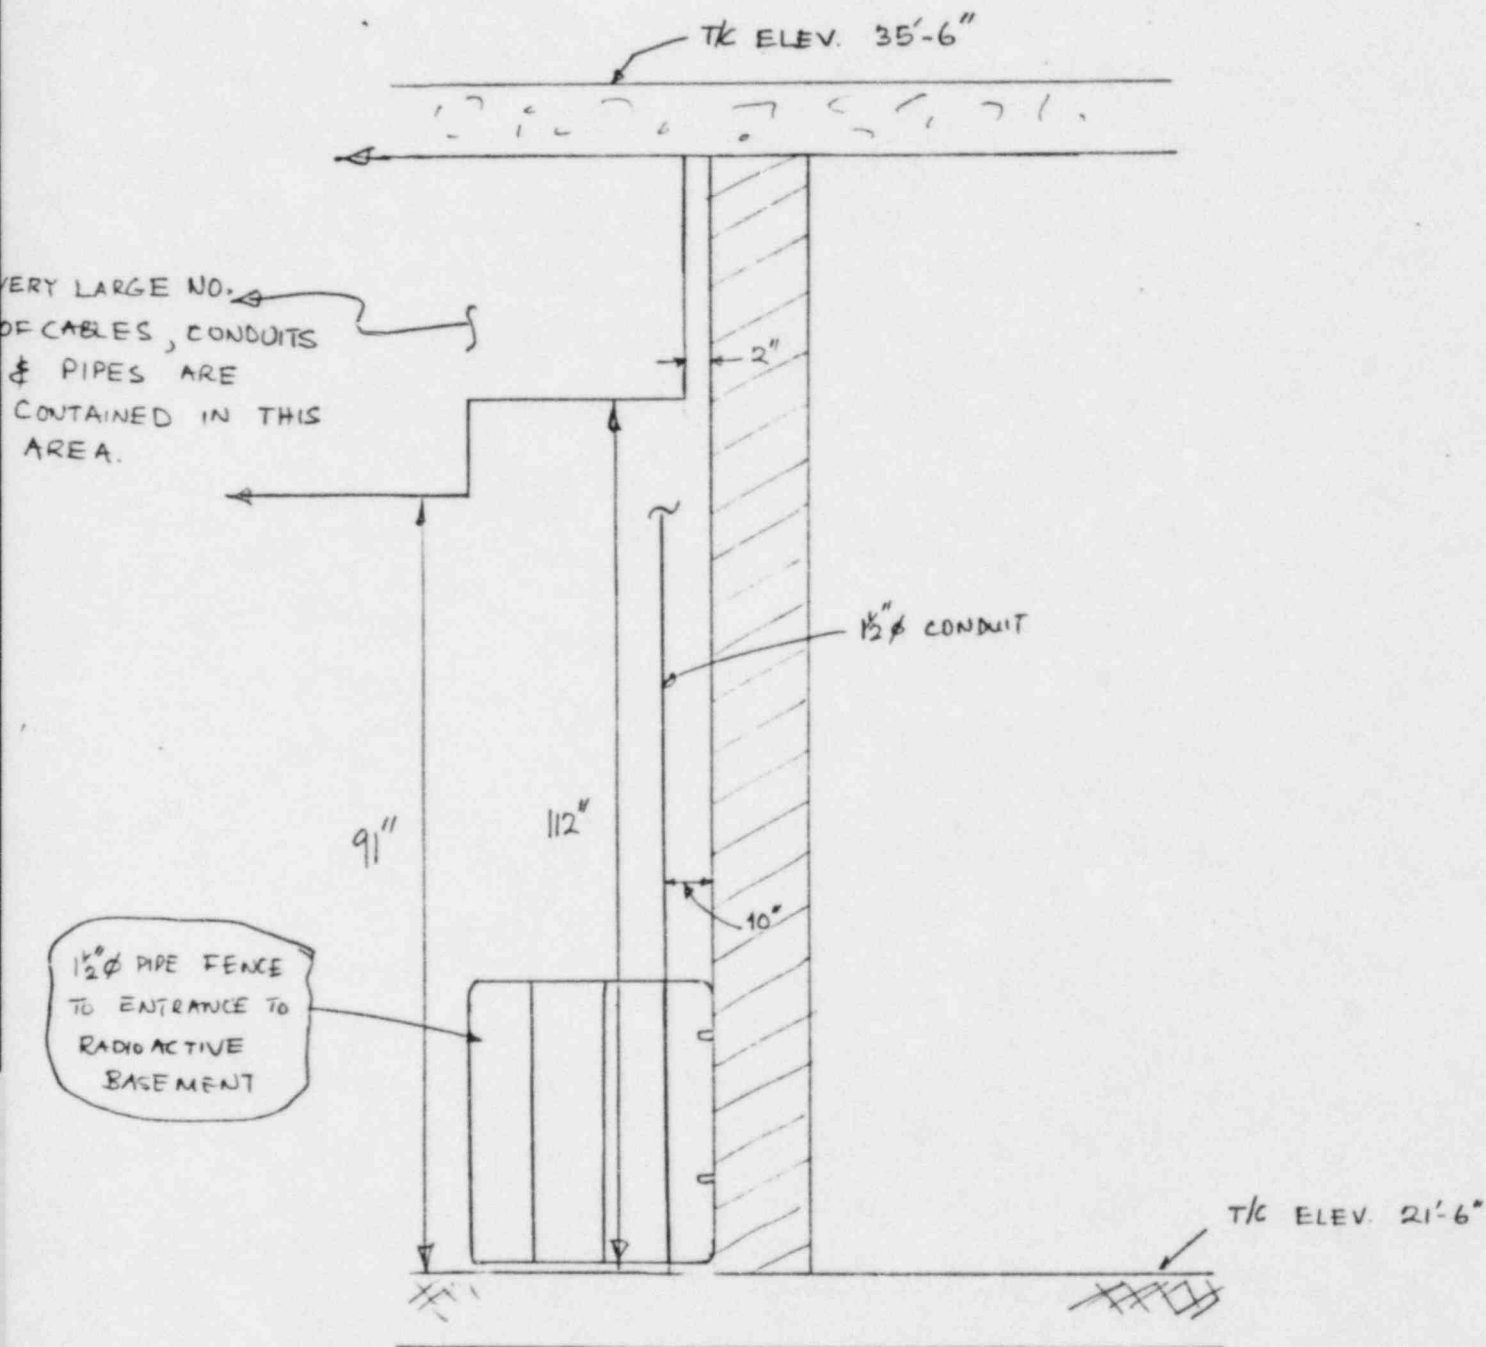 T/C ELEV. 35'-6"
VERY LARGE NO.
OF CABLES, CONDUITS
& PIPES ARE
CONTAINED IN THIS
AREA.
2"
1½"ø CONDUIT
91"
112"
10"
1½"ø PIPE FENCE
TO ENTRANCE TO
RADIOACTIVE
BASEMENT
T/C ELEV. 21'-6"